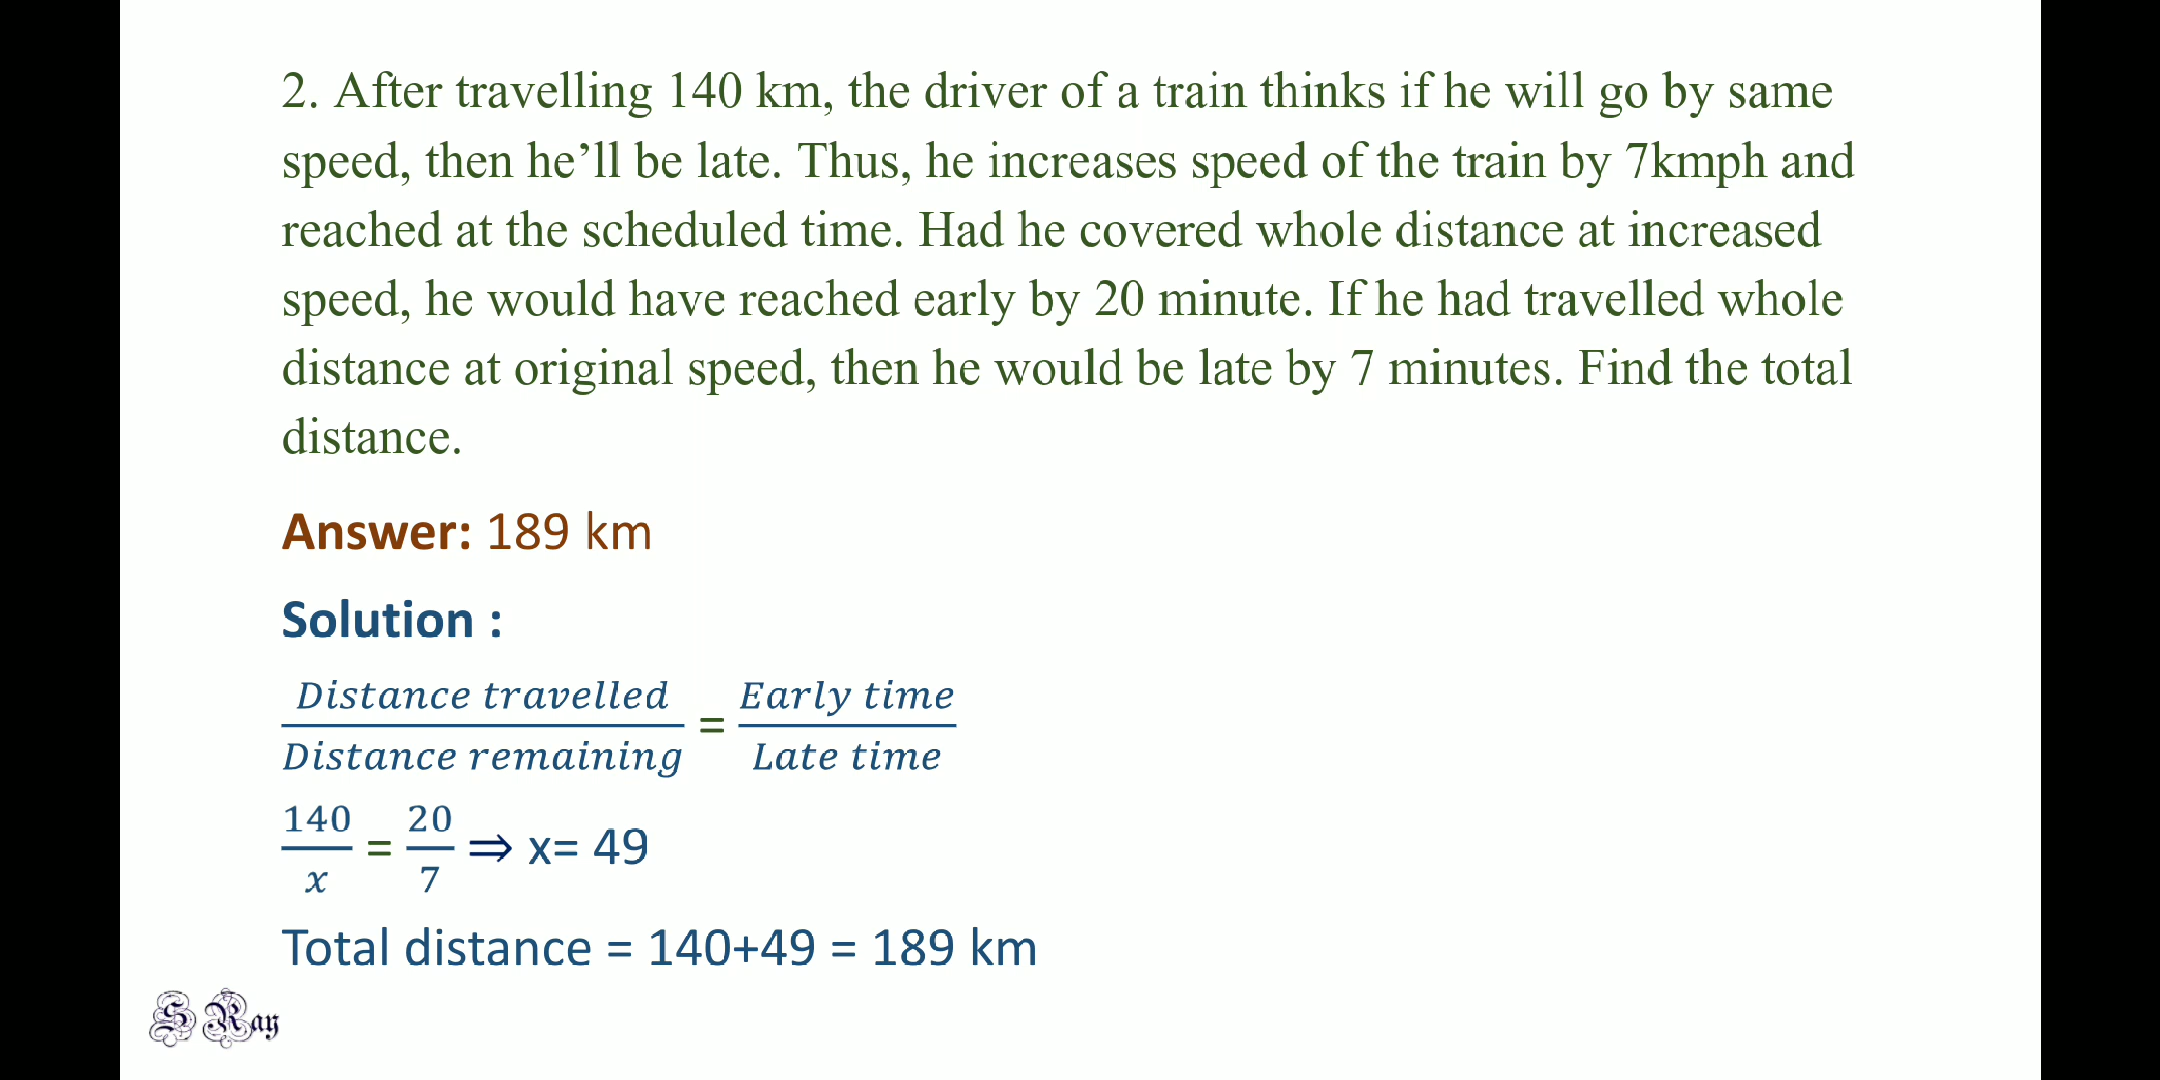 2. After travelling 140 km, the driver of a train thinks if he will go by same
speed, then he’ll be late. Thus, he increases speed of the train by 7kmph and
reached at the scheduled time. Had he covered whole distance at increased
speed, he would have reached early by 20 minute. If he had travelled whole
distance at original speed, then he would be late by 7 minutes. Find the total
distance.
Answer: 189 km
Solution :
Distance travelled / Distance remaining = Early time / Late time
140/x = 20/7 ⇒ x= 49
Total distance = 140+49 = 189 km
S Ray